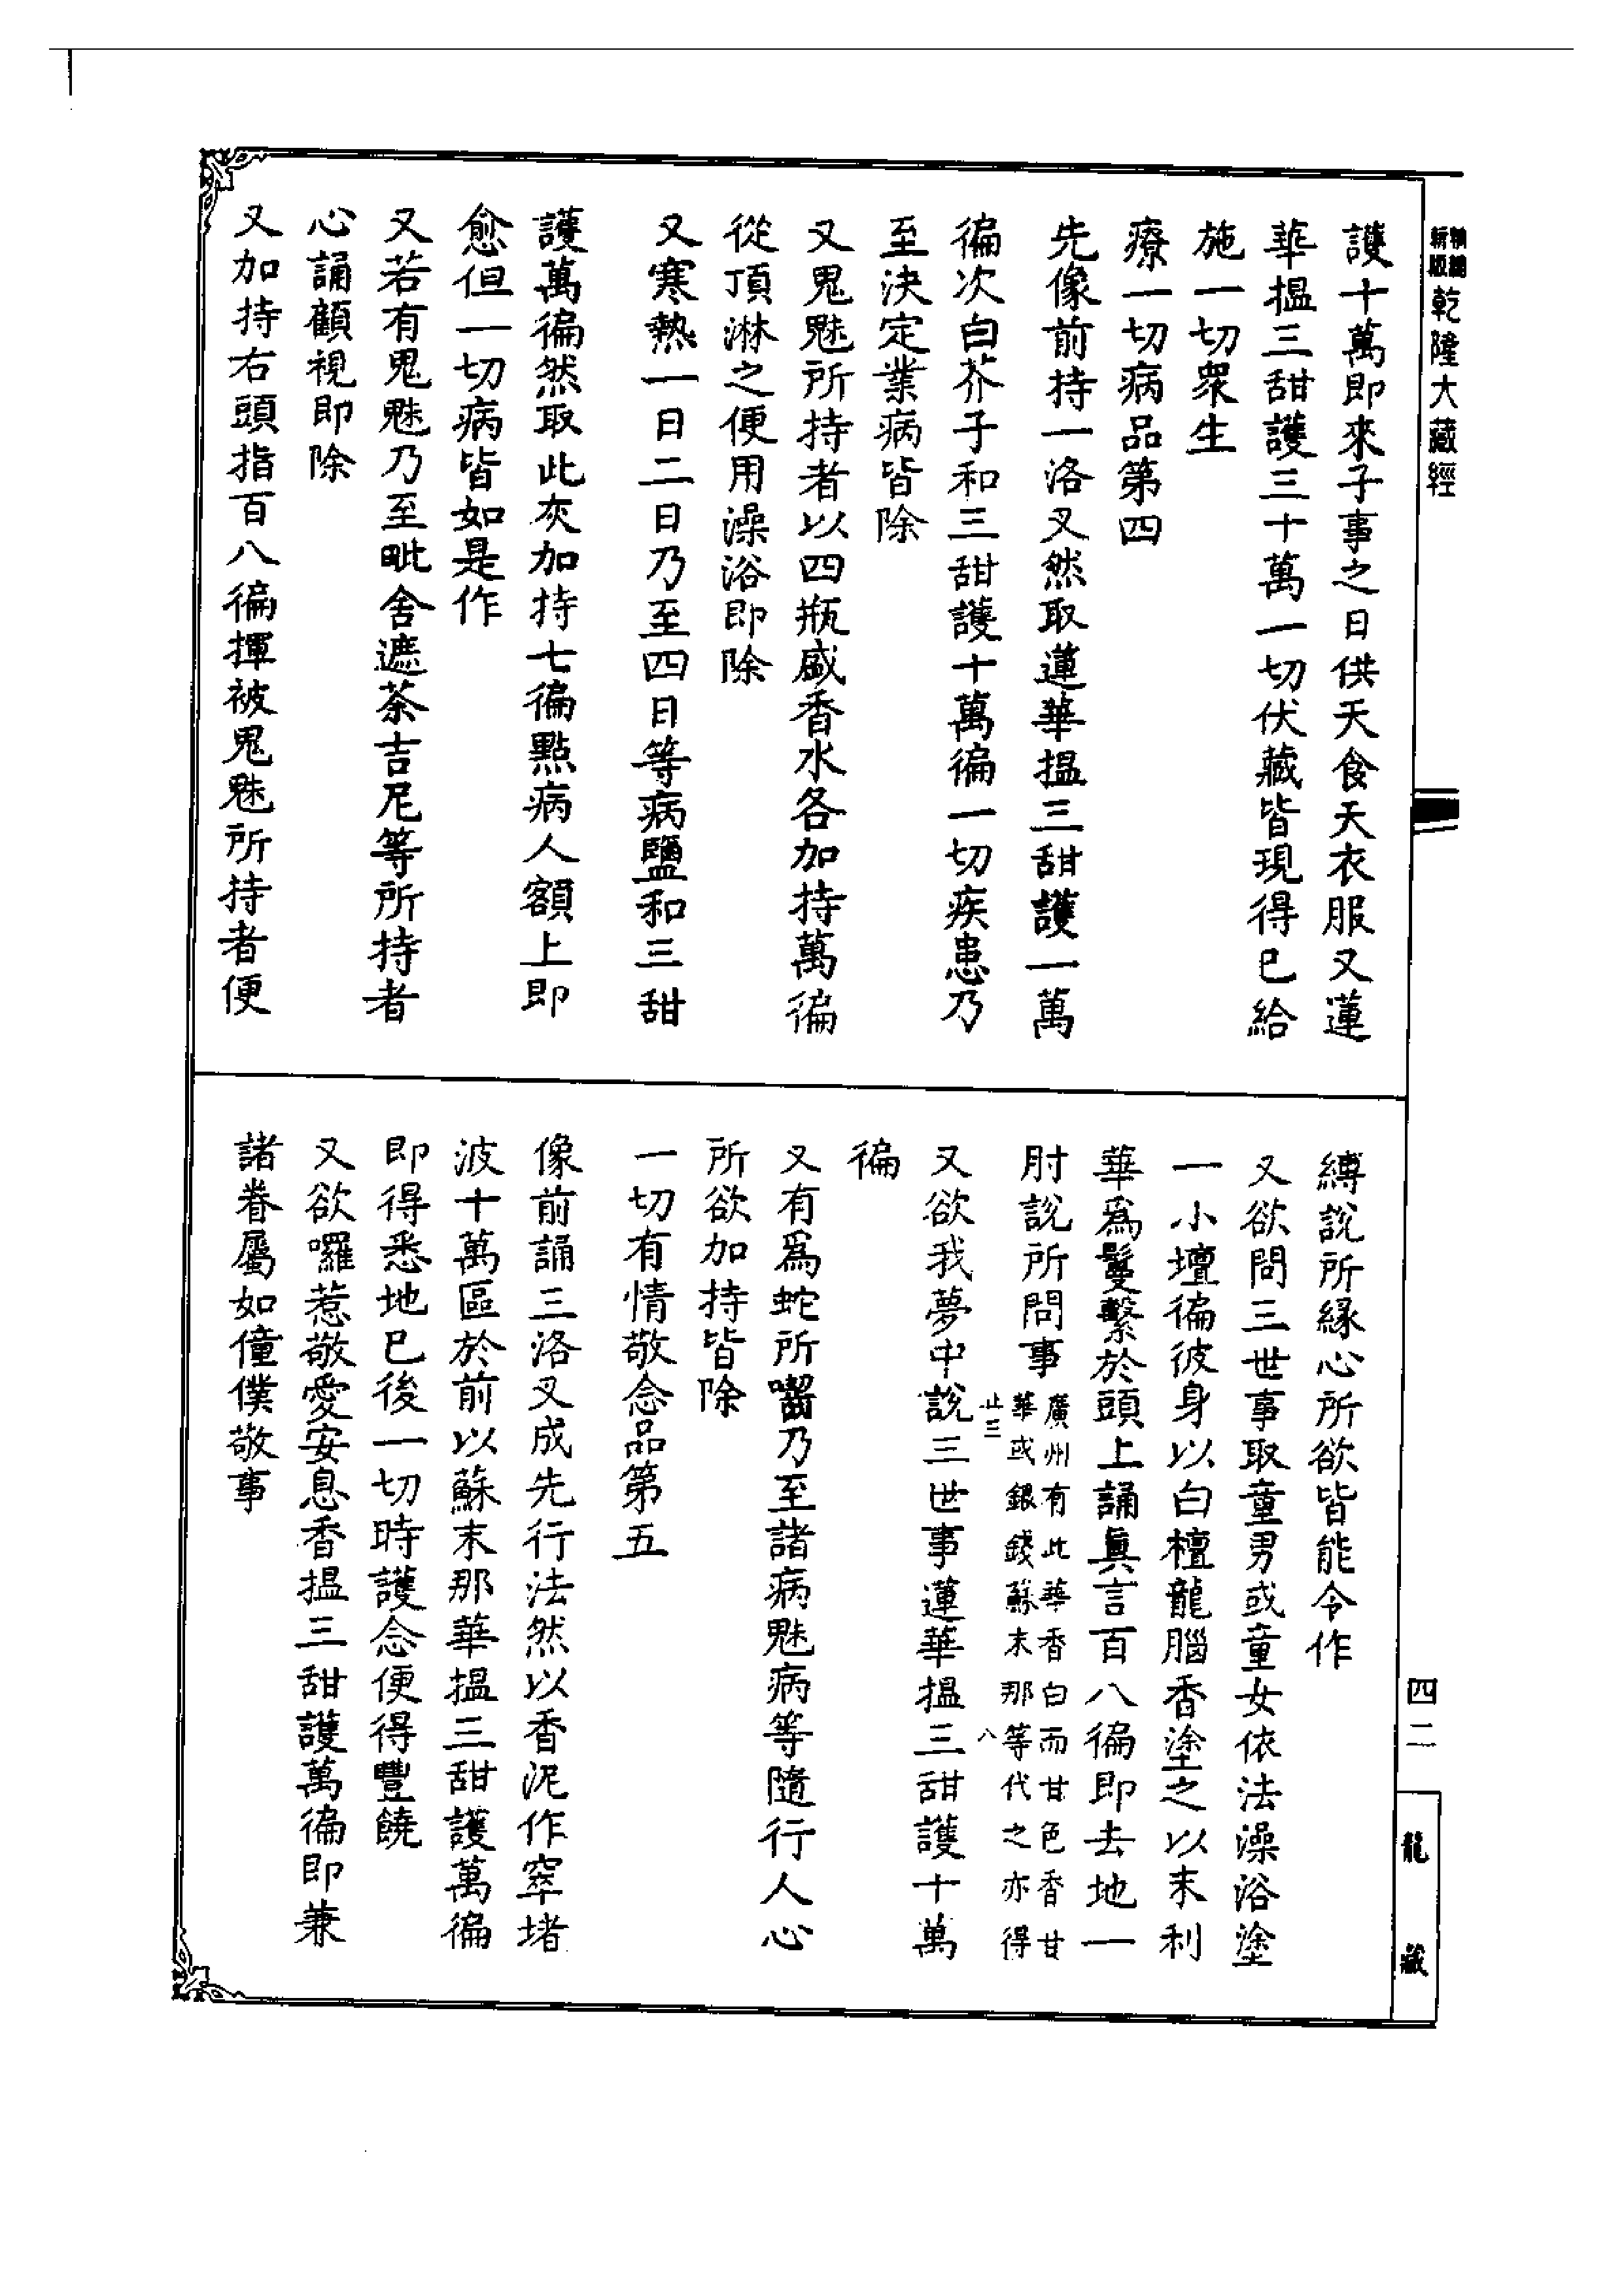 精編
新版
乾隆大藏經
護十萬即來子事之日供天食天衣服又蓮
華搵三甜護三十萬一切伏藏皆現得已給
施一切眾生
療一切病品第四
先像前持一洛叉然取蓮華搵三甜護一萬
徧次白芥子和三甜護十萬徧一切疾患乃
至決定業病皆除
又鬼魅所持者以四瓶盛香水各加持萬徧
從頂淋之便用澡浴即除
又寒熱一日二日乃至四日等病鹽和三甜
護萬徧然取此灰加持七徧點病人額上即
愈但一切病皆如是作
又若有鬼魅乃至毗舍遮茶吉尼等所持者
心誦顧視即除
又加持右頭指百八徧揮被鬼魅所持者便
縛說所緣心所欲皆能令作
又欲問三世事取童男或童女依法澡浴塗
一小壇徧彼身以白檀龍腦香塗之以末利
華爲鬘繫於頭上誦眞言百八徧即去地一
肘說所問事
廣州有此華香白而甘色香甘
華或銀錢蘇末那等代之亦得
止三
八
又欲我夢中說三世事蓮華搵三甜護十萬
徧
又有爲蛇所囓乃至諸病魅病等隨行人心
所欲加持皆除
一切有情敬念品第五
像前誦三洛叉成先行法然以香泥作窣堵
波十萬區於前以蘇末那華搵三甜護萬徧
即得悉地已後一切時護念便得豐饒
又欲囉惹敬愛安息香搵三甜護萬徧即兼
諸眷屬如僮僕敬事
四二
龍藏